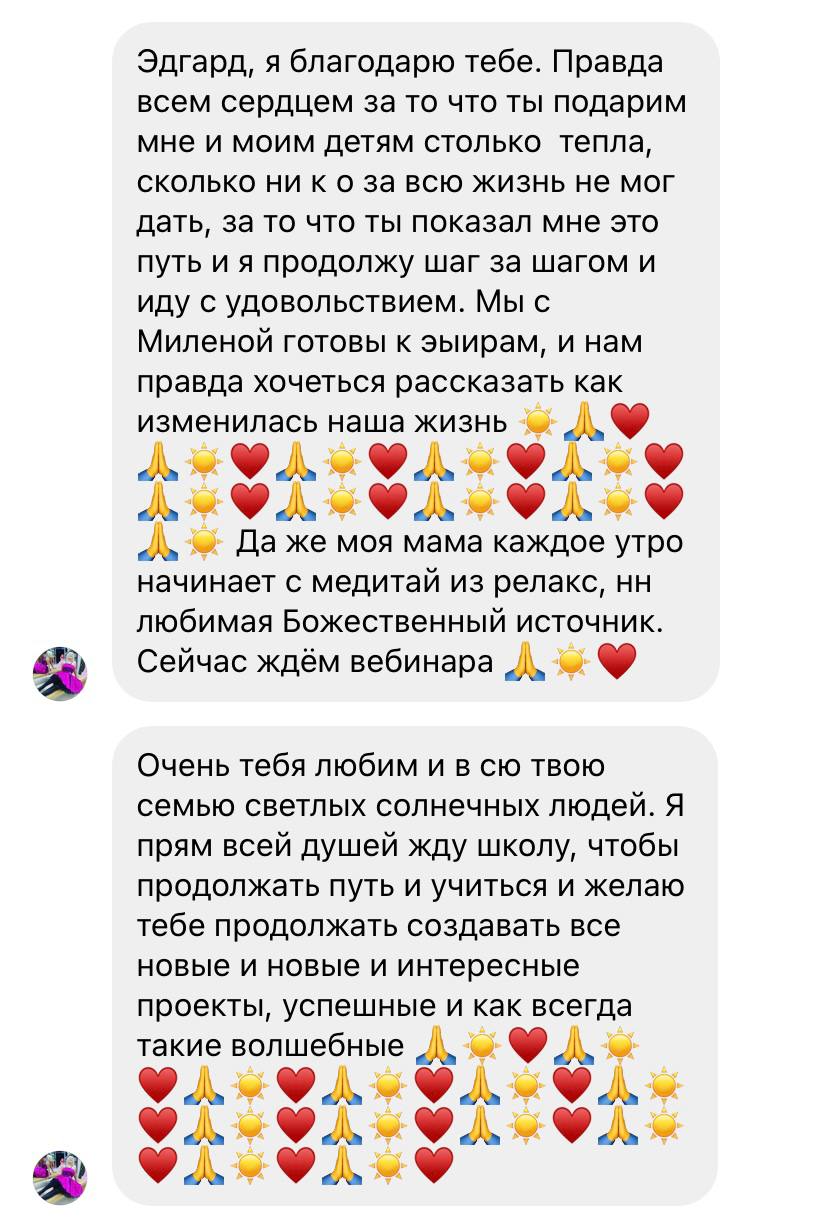 Эдгард, я благодарю тебе. Правда
всем сердцем за то что ты подарим
мне и моим детям столько  тепла,
сколько ни к о за всю жизнь не мог
дать, за то что ты показал мне это
путь и я продолжу шаг за шагом и
иду с удовольствием. Мы с
Миленой готовы к эыирам, и нам
правда хочеться рассказать как
изменилась наша жизнь ☀️🙏❤️
🙏☀️❤️🙏☀️❤️🙏☀️❤️🙏☀️❤️
🙏☀️❤️🙏☀️❤️🙏☀️❤️🙏☀️❤️
🙏☀️ Да же моя мама каждое утро
начинает с медитай из релакс, нн
любимая Божественный источник.
Сейчас ждём вебинара 🙏☀️❤️
Очень тебя любим и в сю твою
семью светлых солнечных людей. Я
прям всей душей жду школу, чтобы
продолжать путь и учиться и желаю
тебе продолжать создавать все
новые и новые и интересные
проекты, успешные и как всегда
такие волшебные 🙏☀️❤️🙏☀️
❤️🙏☀️❤️🙏☀️❤️🙏☀️❤️🙏☀️
❤️🙏☀️❤️🙏☀️❤️🙏☀️❤️🙏☀️
❤️🙏☀️❤️🙏☀️❤️